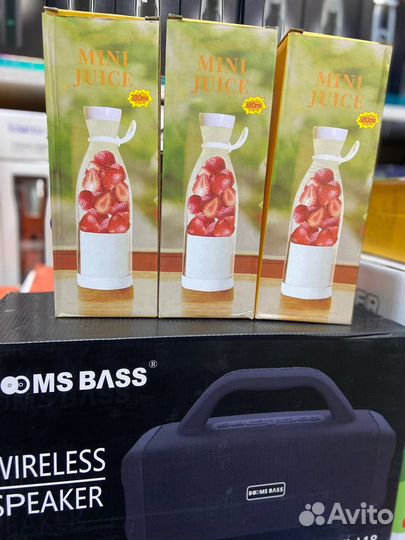 MINI
JUICE
380ml
MINI
JUICE
380ml
MINI
JUICE
380ml
OOMS BASS®
WIRELESS
SPEAKER
BOOMS BASS
Avito